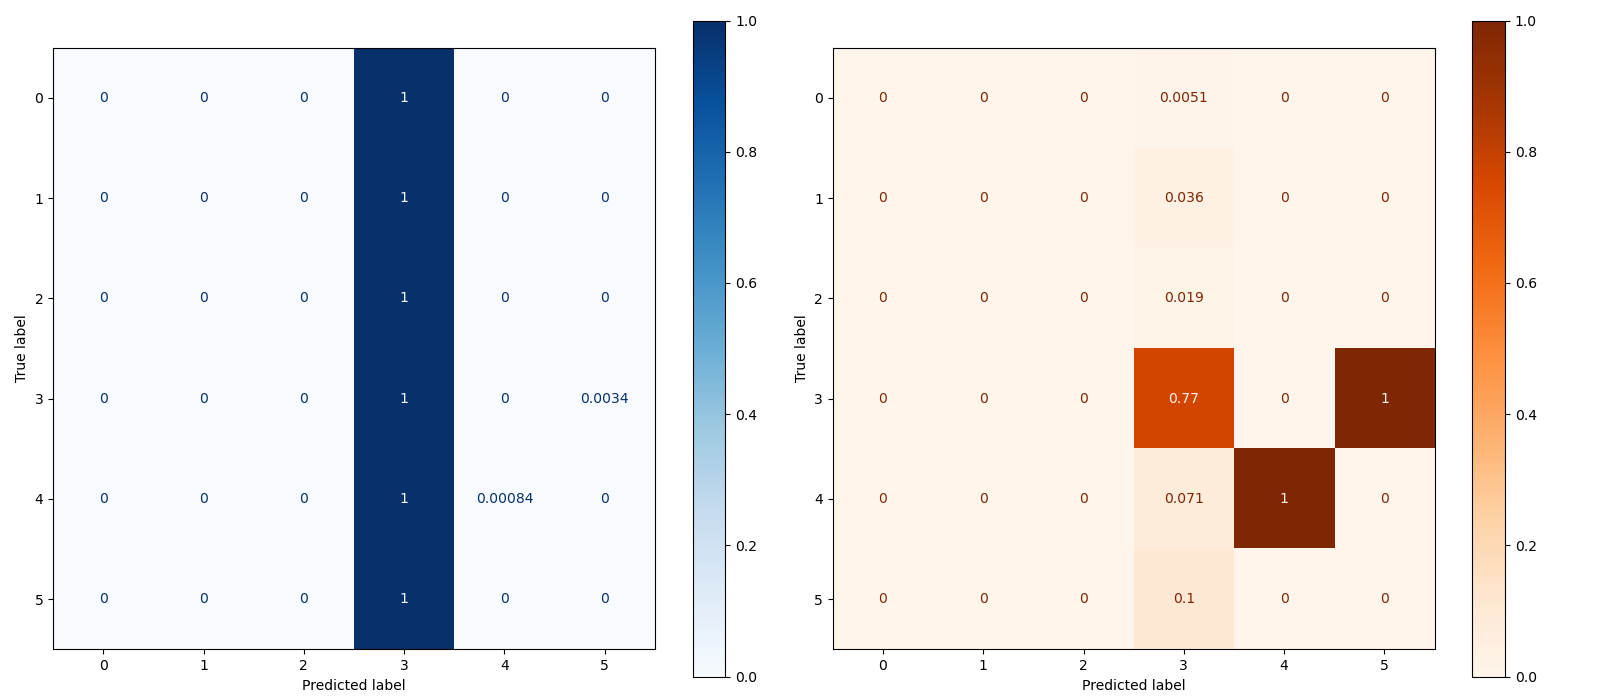 0 0 0 0 1 0 0
1 0 0 0 1 0 0
2 0 0 0 1 0 0
3 0 0 0 1 0 0.0034
4 0 0 0 1 0.00084 0
5 0 0 0 1 0 0
0 1 2 3 4 5
True label
Predicted label
1.0
0.8
0.6
0.4
0.2
0.0
0 0 0 0 0.0051 0 0
1 0 0 0 0.036 0 0
2 0 0 0 0.019 0 0
3 0 0 0 0.77 0 1
4 0 0 0 0.071 1 0
5 0 0 0 0.1 0 0
0 1 2 3 4 5
True label
Predicted label
1.0
0.8
0.6
0.4
0.2
0.0